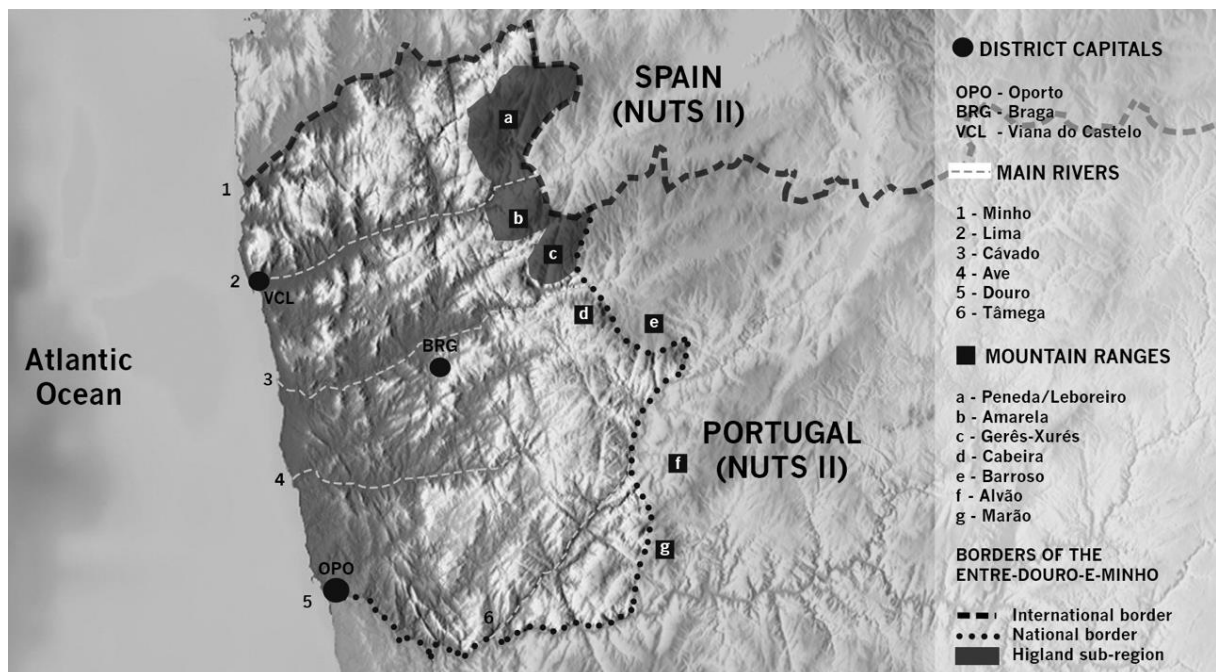 SPAIN
(NUTS II)
a
1
b
c
2
VCL
d
e
Atlantic
Ocean
BRG
3
PORTUGAL
(NUTS II)
f
4
g
OPO
5
6
DISTRICT CAPITALS
OPO - Oporto
BRG - Braga
VCL - Viana do Castelo
MAIN RIVERS
1 - Minho
2 - Lima
3 - Cávado
4 - Ave
5 - Douro
6 - Tâmega
MOUNTAIN RANGES
a - Peneda/Leboreiro
b - Amarela
c - Gerês-Xurés
d - Cabeira
e - Barroso
f - Alvão
g - Marão
BORDERS OF THE
ENTRE-DOURO-E-MINHO
International border
National border
Higland sub-region